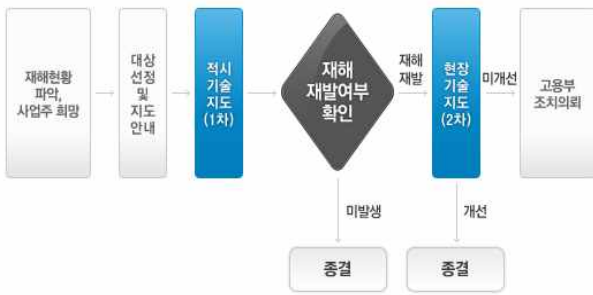 재해현황
파악,
사업주 희망
대상
선정
및
지도
안내
적시
기술
지도
(1차)
재해
재발여부
확인
재해
재발
현장
기술
지도
(2차)
미개선
고용부
조치의뢰
미발생
개선
종결
종결